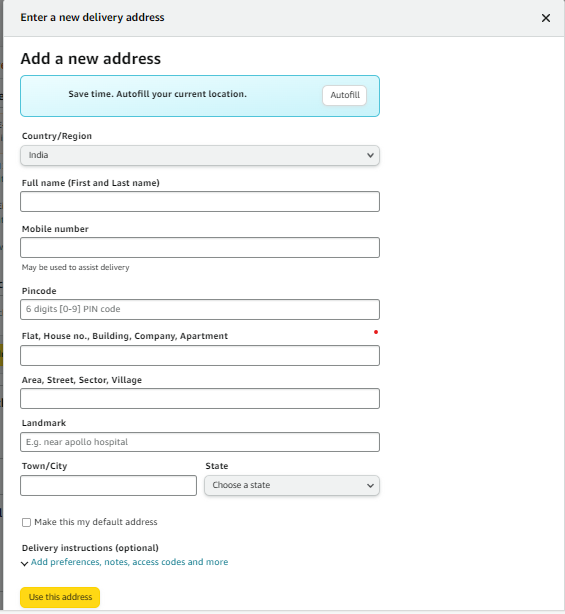 Enter a new delivery address
Add a new address
Save time. Autofill your current location.
Autofill
Country/Region
India
Full name (First and Last name)
Mobile number
May be used to assist delivery
Pincode
6 digits [0-9] PIN code
Flat, House no., Building, Company, Apartment
Area, Street, Sector, Village
Landmark
E.g. near apollo hospital
Town/City State
Choose a state
Make this my default address
Delivery instructions (optional)
Add preferences, notes, access codes and more
Use this address